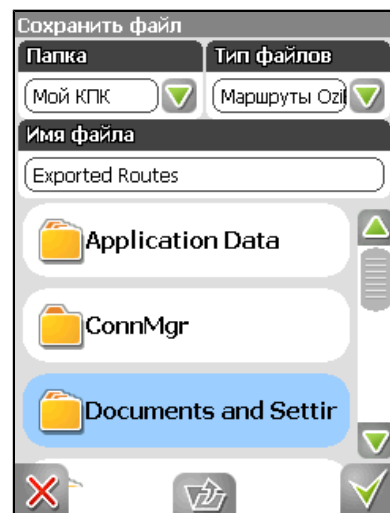 Сохранить файл
Папка Тип файлов
Мой КПК Маршруты Ozi
Имя файла
Exported Routes
Application Data
ConnMgr
Documents and Settir